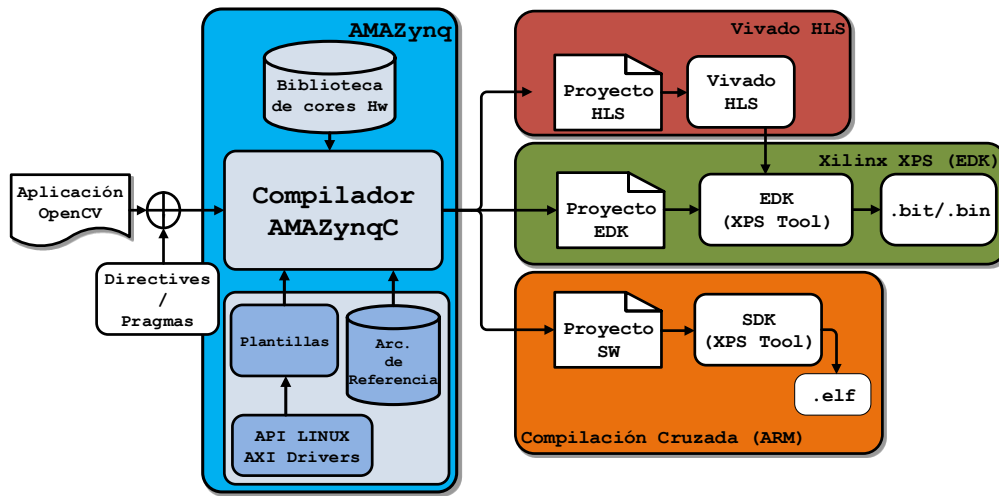 AMAZynq
Biblioteca
de cores Hw
Compilador
AMAZynqC
Aplicación
OpenCV
Directives
/
Pragmas
Plantillas
Arc.
de
Referencia
API LINUX
AXI Drivers
Vivado HLS
Proyecto
HLS
Vivado
HLS
Xilinx XPS (EDK)
Proyecto
EDK
EDK
(XPS Tool)
.bit/.bin
Proyecto
SW
SDK
(XPS Tool)
.elf
Compilación Cruzada (ARM)